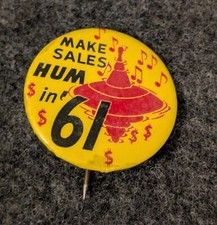 MAKE
SALES
HUM
in '61
$ $ $ $ $